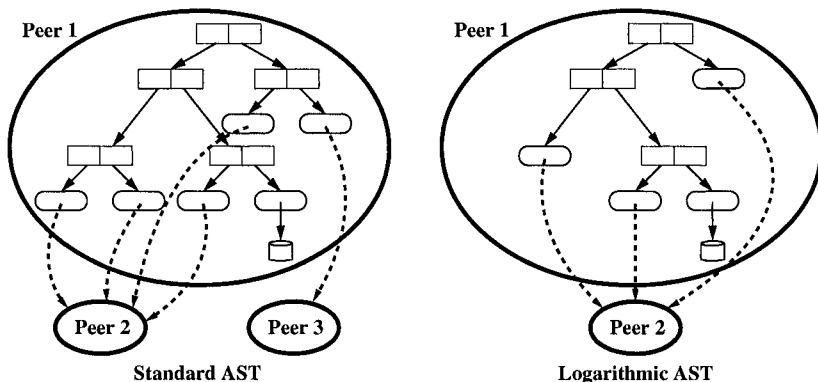 Peer 1
Peer 1
Peer 2
Peer 3
Peer 2
Standard AST
Logarithmic AST